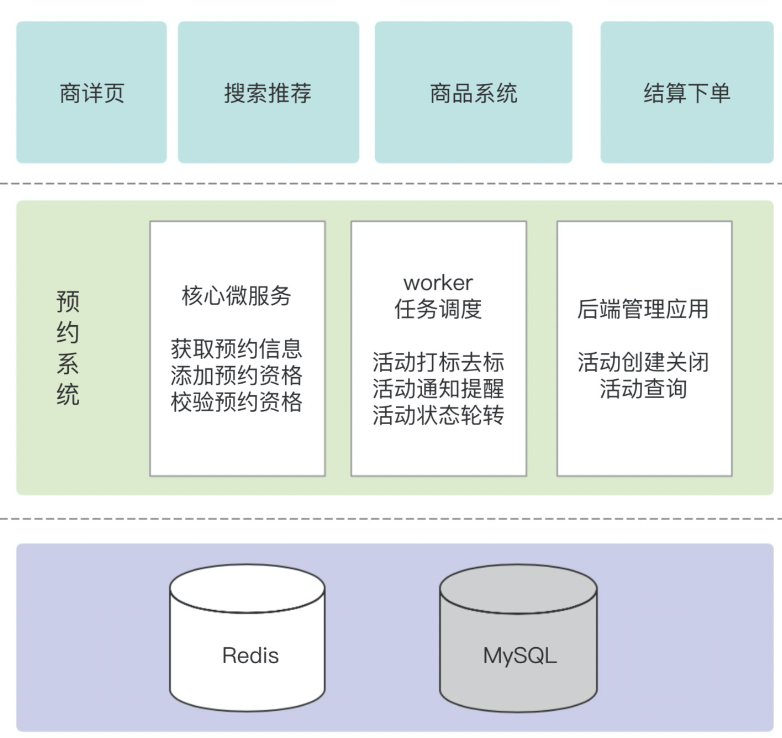 商详页
搜索推荐
商品系统
结算下单
预约系统
核心微服务
获取预约信息
添加预约资格
校验预约资格
worker
任务调度
活动打标去标
活动通知提醒
活动状态轮转
后端管理应用
活动创建关闭
活动查询
Redis
MySQL